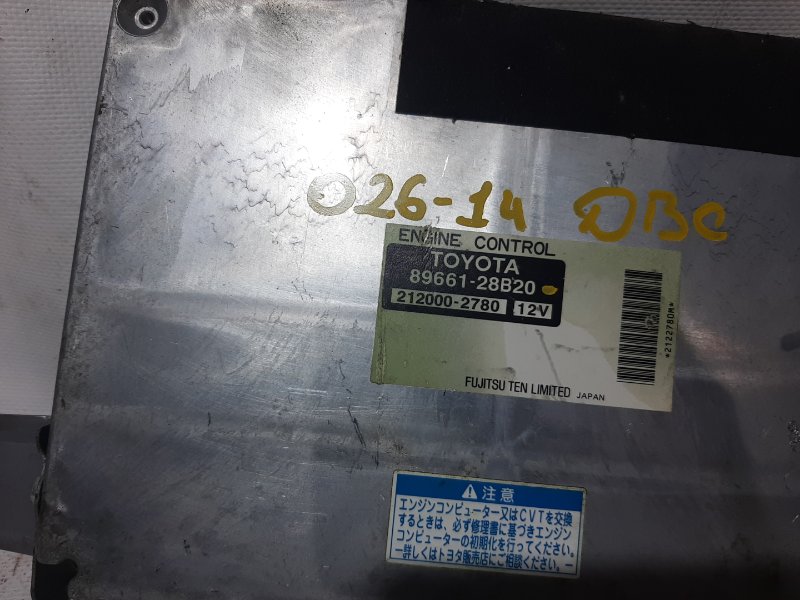 026-14 DBC
ENGINE CONTROL
TOYOTA
89661-28B20
212000-2780 12V
*2122780M*
FUJITSU TEN LIMITED JAPAN
注意
エンジンコンピューター又はCVTを交換
するときは、必ず修理書に基づきエンジン
コンピューターの初期化を行ってください。
一詳しくはトヨタ販売店にご相談ください。一